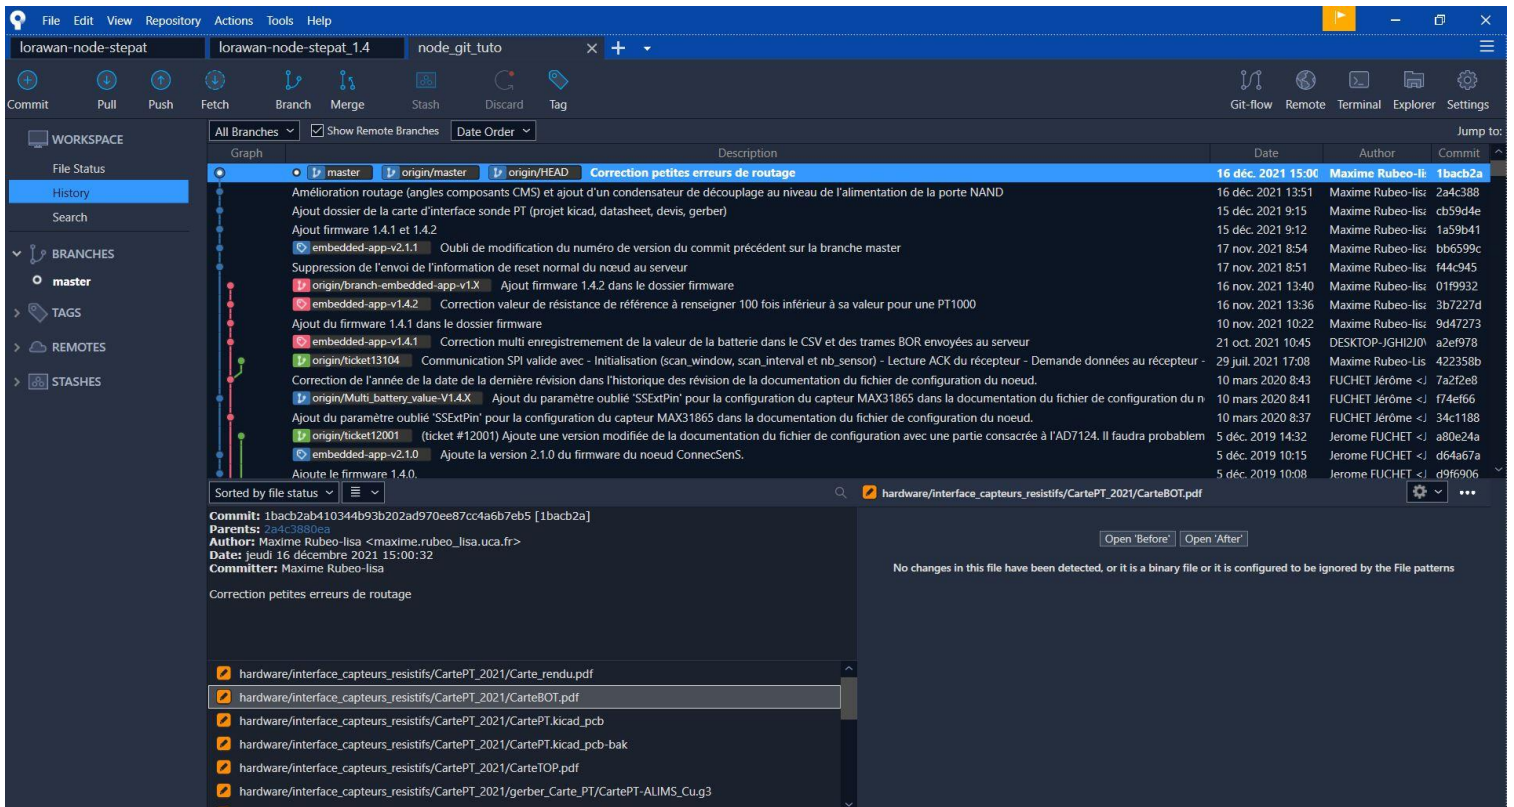 File Edit View Repository Actions Tools Help
lorawan-node-stepat lorawan-node-stepat_1.4 node_git_tuto
Commit Pull Push Fetch Branch Merge Stash Discard Tag Git-flow Remote Terminal Explorer Settings
WORKSPACE
File Status
History
Search
BRANCHES
master
TAGS
REMOTES
STASHES
All Branches Show Remote Branches Date Order Jump to:
Graph Description Date Author Commit
master origin/master origin/HEAD Correction petites erreurs de routage 16 déc. 2021 15:00 Maxime Rubeo-li 1bacb2a
Amélioration routage (angles composants CMS) et ajout d'un condensateur de découplage au niveau de l'alimentation de la porte NAND 16 déc. 2021 13:51 Maxime Rubeo-lisa 2a4c388
Ajout dossier de la carte d'interface sonde PT (projet kicad, datasheet, devis, gerber) 15 déc. 2021 9:15 Maxime Rubeo-lisa cb59d4e
Ajout firmware 1.4.1 et 1.4.2 15 déc. 2021 9:12 Maxime Rubeo-lisa 1a59b41
embedded-app-v2.1.1 Oubli de modification du numéro de version du commit précédent sur la branche master 17 nov. 2021 8:54 Maxime Rubeo-lisa bb6599c
Suppression de l'envoi de l'information de reset normal du nœud au serveur 17 nov. 2021 8:51 Maxime Rubeo-lisa f44c945
origin/branch-embedded-app-v1.X Ajout firmware 1.4.2 dans le dossier firmware 16 nov. 2021 13:40 Maxime Rubeo-lisa 01f9932
embedded-app-v1.4.2 Correction valeur de résistance de référence à renseigner 100 fois inférieur à sa valeur pour une PT1000 16 nov. 2021 13:36 Maxime Rubeo-lisa 3b7227d
Ajout du firmware 1.4.1 dans le dossier firmware 10 nov. 2021 10:22 Maxime Rubeo-lisa 9d47273
embedded-app-v1.4.1 Correction multi enregistremement de la valeur de la batterie dans le CSV et des trames BOR envoyées au serveur 21 oct. 2021 10:45 DESKTOP-JGHI2J0\ a2ef978
origin/ticket13104 Communication SPI valide avec - Initialisation (scan_window, scan_interval et nb_sensor) - Lecture ACK du récepteur - Demande données au récepteur - 29 juil. 2021 17:08 Maxime Rubeo-Lis 422358b
Correction de l'année de la date de la dernière révision dans l'historique des révision de la documentation du fichier de configuration du noeud. 10 mars 2020 8:43 FUCHET Jérôme <J 7a2f2e8
origin/Multi_battery_value-V1.4.X Ajout du paramètre oublié 'SSExtPin' pour la configuration du capteur MAX31865 dans la documentation du fichier de configuration du n 10 mars 2020 8:41 FUCHET Jérôme <J f74ef66
Ajout du paramètre oublié 'SSExtPin' pour la configuration du capteur MAX31865 dans la documentation du fichier de configuration du noeud. 10 mars 2020 8:37 FUCHET Jérôme <J 34c1188
origin/ticket12001 (ticket #12001) Ajoute une version modifiée de la documentation du fichier de configuration avec une partie consacrée à l'AD7124. Il faudra probablem 5 déc. 2019 14:32 Jerome FUCHET <J a80e24a
embedded-app-v2.1.0 Ajoute la version 2.1.0 du firmware du noeud ConnecSenS. 5 déc. 2019 10:15 Jerome FUCHET <J d64a67a
Ajoute le firmware 1.4.0. 5 déc. 2019 10:08 Jerome FUCHET <J d9f6906
Sorted by file status
Commit: 1bacb2ab410344b93b202ad970ee87cc4a6b7eb5 [1bacb2a]
Parents: 2a4c3880ea
Author: Maxime Rubeo-lisa <maxime.rubeo_lisa.uca.fr>
Date: jeudi 16 décembre 2021 15:00:32
Committer: Maxime Rubeo-lisa
Correction petites erreurs de routage
hardware/interface_capteurs_resistifs/CartePT_2021/Carte_rendu.pdf
hardware/interface_capteurs_resistifs/CartePT_2021/CarteBOT.pdf
hardware/interface_capteurs_resistifs/CartePT_2021/CartePT.kicad_pcb
hardware/interface_capteurs_resistifs/CartePT_2021/CartePT.kicad_pcb-bak
hardware/interface_capteurs_resistifs/CartePT_2021/CarteTOP.pdf
hardware/interface_capteurs_resistifs/CartePT_2021/gerber_Carte_PT/CartePT-ALIMS_Cu.g3
hardware/interface_capteurs_resistifs/CartePT_2021/CarteBOT.pdf
Open 'Before' Open 'After'
No changes in this file have been detected, or it is a binary file or it is configured to be ignored by the File patterns